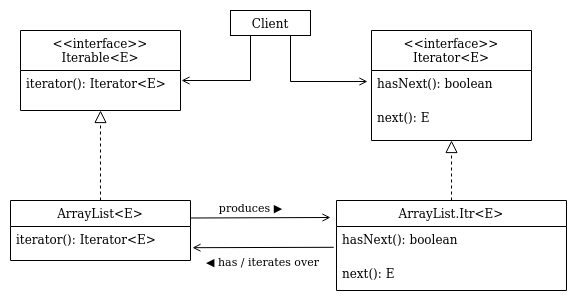 Client
<<interface>>
Iterable<E>
iterator(): Iterator<E>
<<interface>>
Iterator<E>
hasNext(): boolean
next(): E
ArrayList<E>
iterator(): Iterator<E>
produces ▶
◀ has / iterates over
ArrayList.Itr<E>
hasNext(): boolean
next(): E